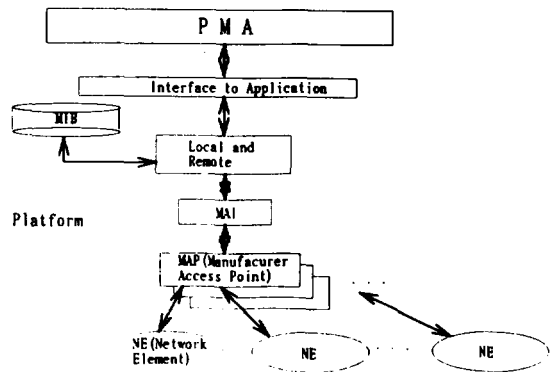 P M A
Interface to Application
MIB
Local and
Remote
MAI
Platform
MAP(Manufacurer
Access Point)
NE(Network
Element)
NE
NE